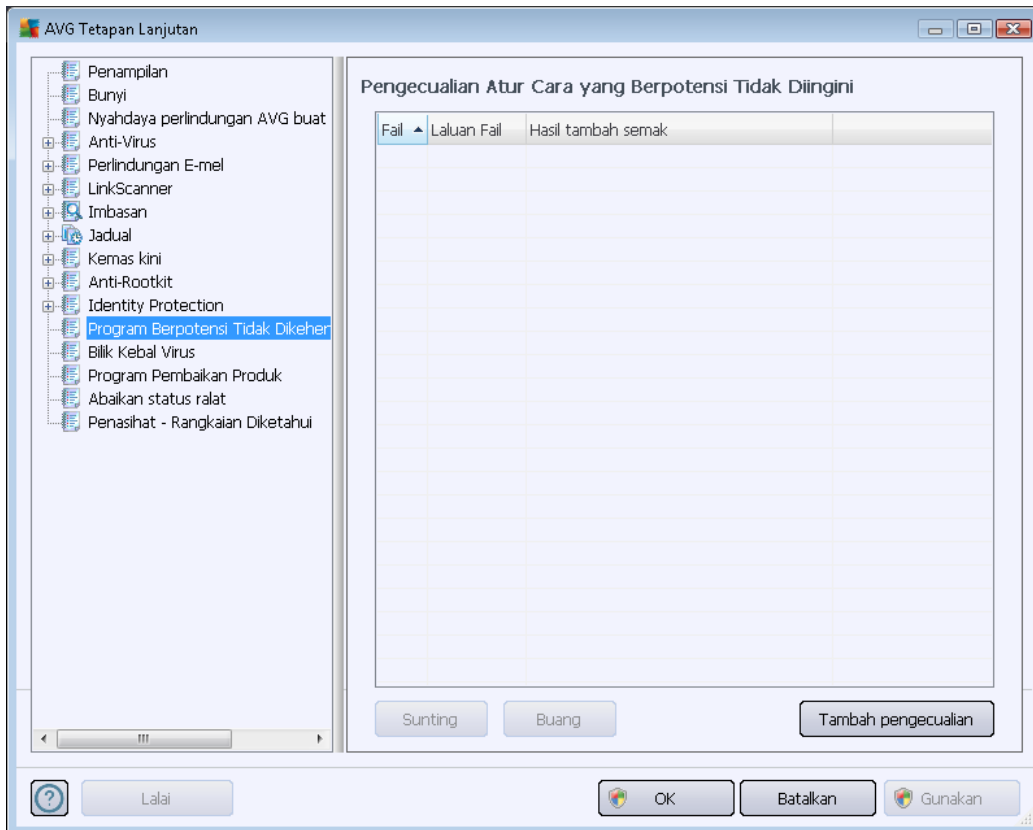 AVG Tetapan Lanjutan
Penampilan
Bunyi
Nyahdaya perlindungan AVG buat
Anti-Virus
Perlindungan E-mel
LinkScanner
Imbasan
Jadual
Kemas kini
Anti-Rootkit
Identity Protection
Program Berpotensi Tidak Dikeher
Bilik Kebal Virus
Program Pembaikan Produk
Abaikan status ralat
Penasihat - Rangkaian Diketahui
Pengecualian Atur Cara yang Berpotensi Tidak Diingini
Fail Laluan Fail Hasil tambah semak
Sunting Buang Tambah pengecualian
Lalai OK Batalkan Gunakan